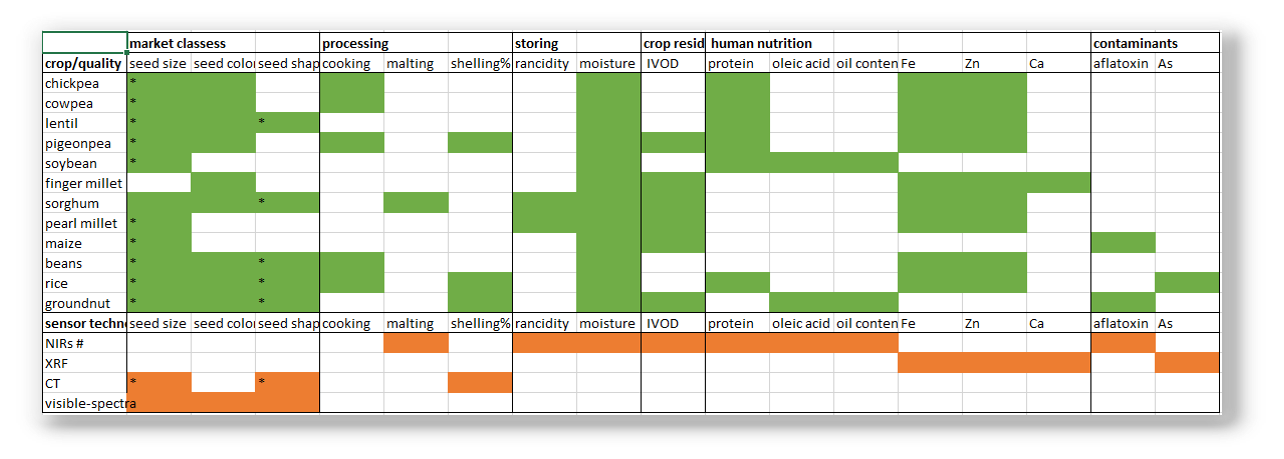 market classess processing storing crop resid human nutrition contaminants
crop/quality seed size seed color seed shap cooking malting shelling% rancidity moisture IVOD protein oleic acid oil conten Fe Zn Ca aflatoxin As
chickpea *
cowpea *
lentil * *
pigeonpea *
soybean *
finger millet
sorghum *
pearl millet *
maize *
beans * *
rice * *
groundnut * *
sensor techn seed size seed color seed shap cooking malting shelling% rancidity moisture IVOD protein oleic acid oil conten Fe Zn Ca aflatoxin As
NIRs #
XRF
CT * *
visible-spectra